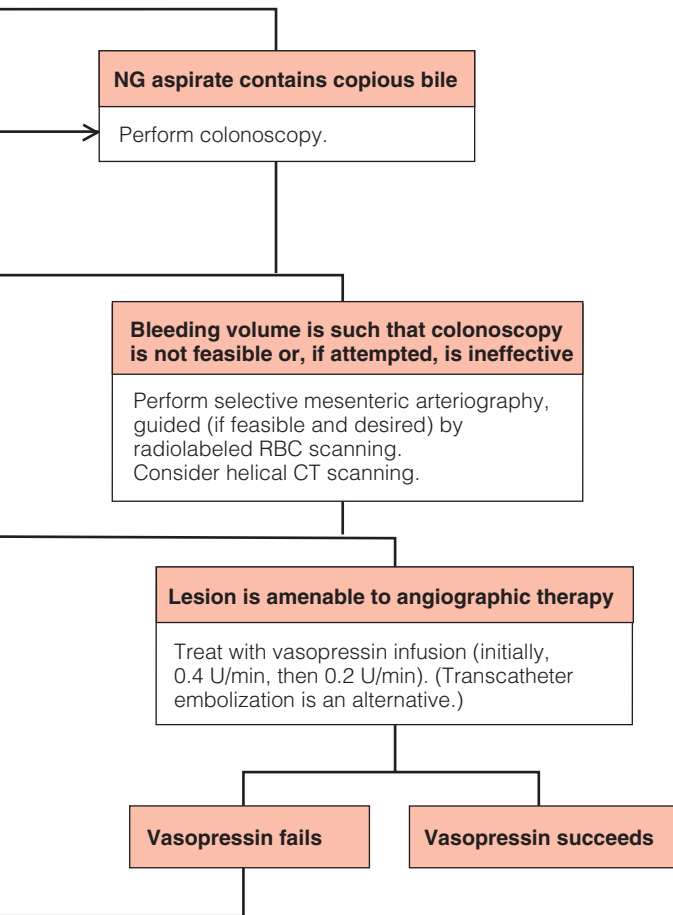 NG aspirate contains copious bile
Perform colonoscopy.
Bleeding volume is such that colonoscopy
is not feasible or, if attempted, is ineffective
Perform selective mesenteric arteriography,
guided (if feasible and desired) by
radiolabeled RBC scanning.
Consider helical CT scanning.
Lesion is amenable to angiographic therapy
Treat with vasopressin infusion (initially,
0.4 U/min, then 0.2 U/min). (Transcatheter
embolization is an alternative.)
Vasopressin fails
Vasopressin succeeds